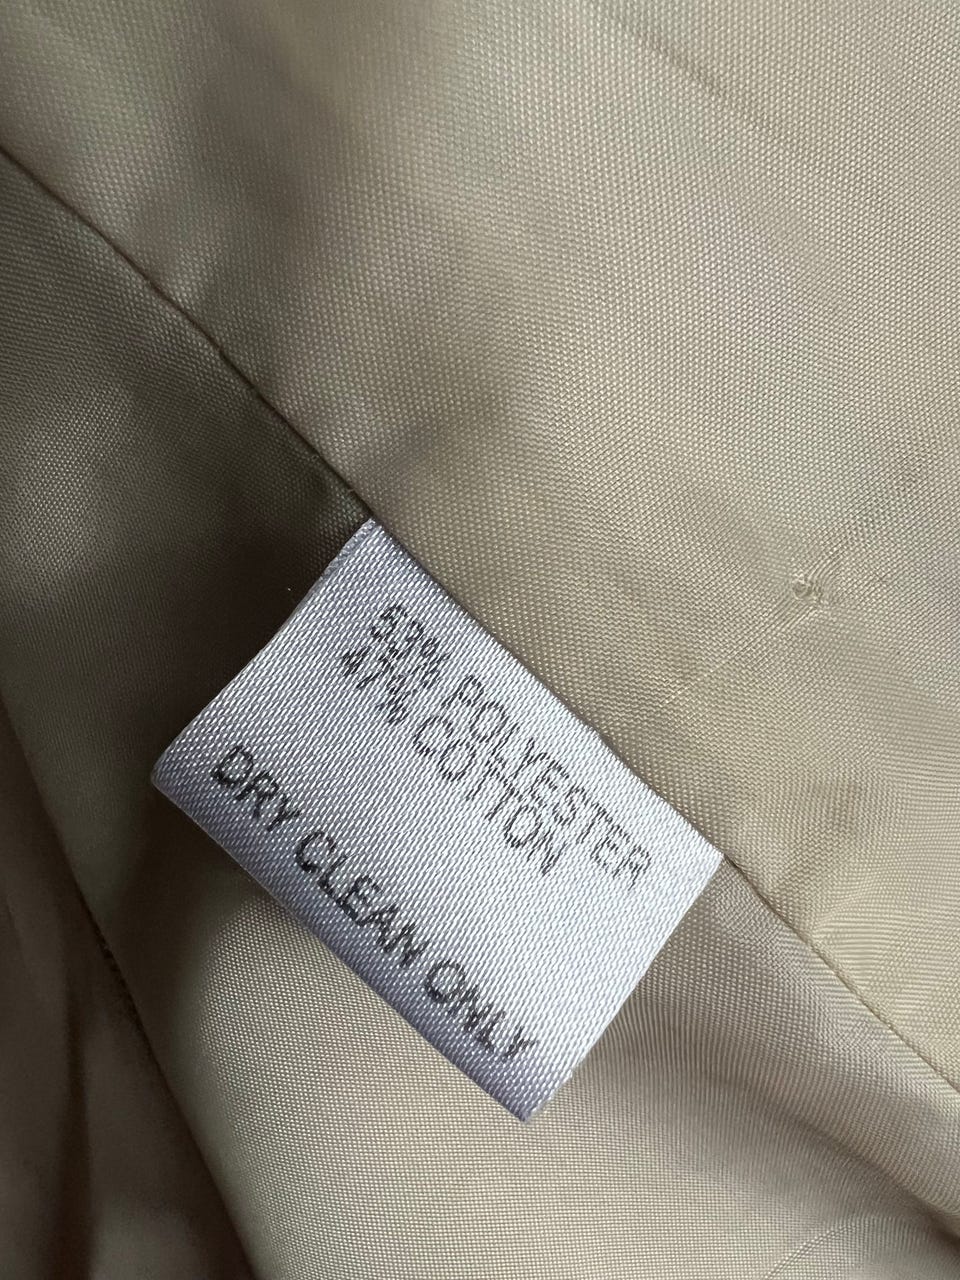 53% POLYESTER
47% COTTON
DRY CLEAN ONLY